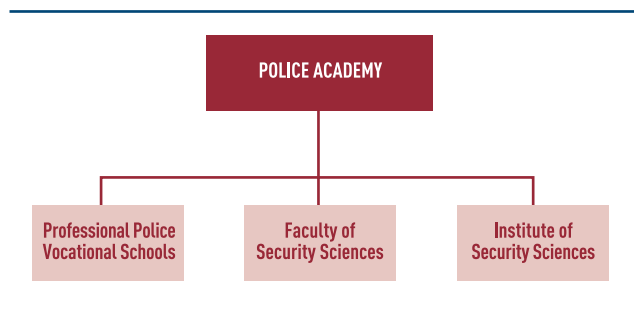 POLICE ACADEMY
Professional Police
Vocational Schools
Faculty of
Security Sciences
Institute of
Security Sciences